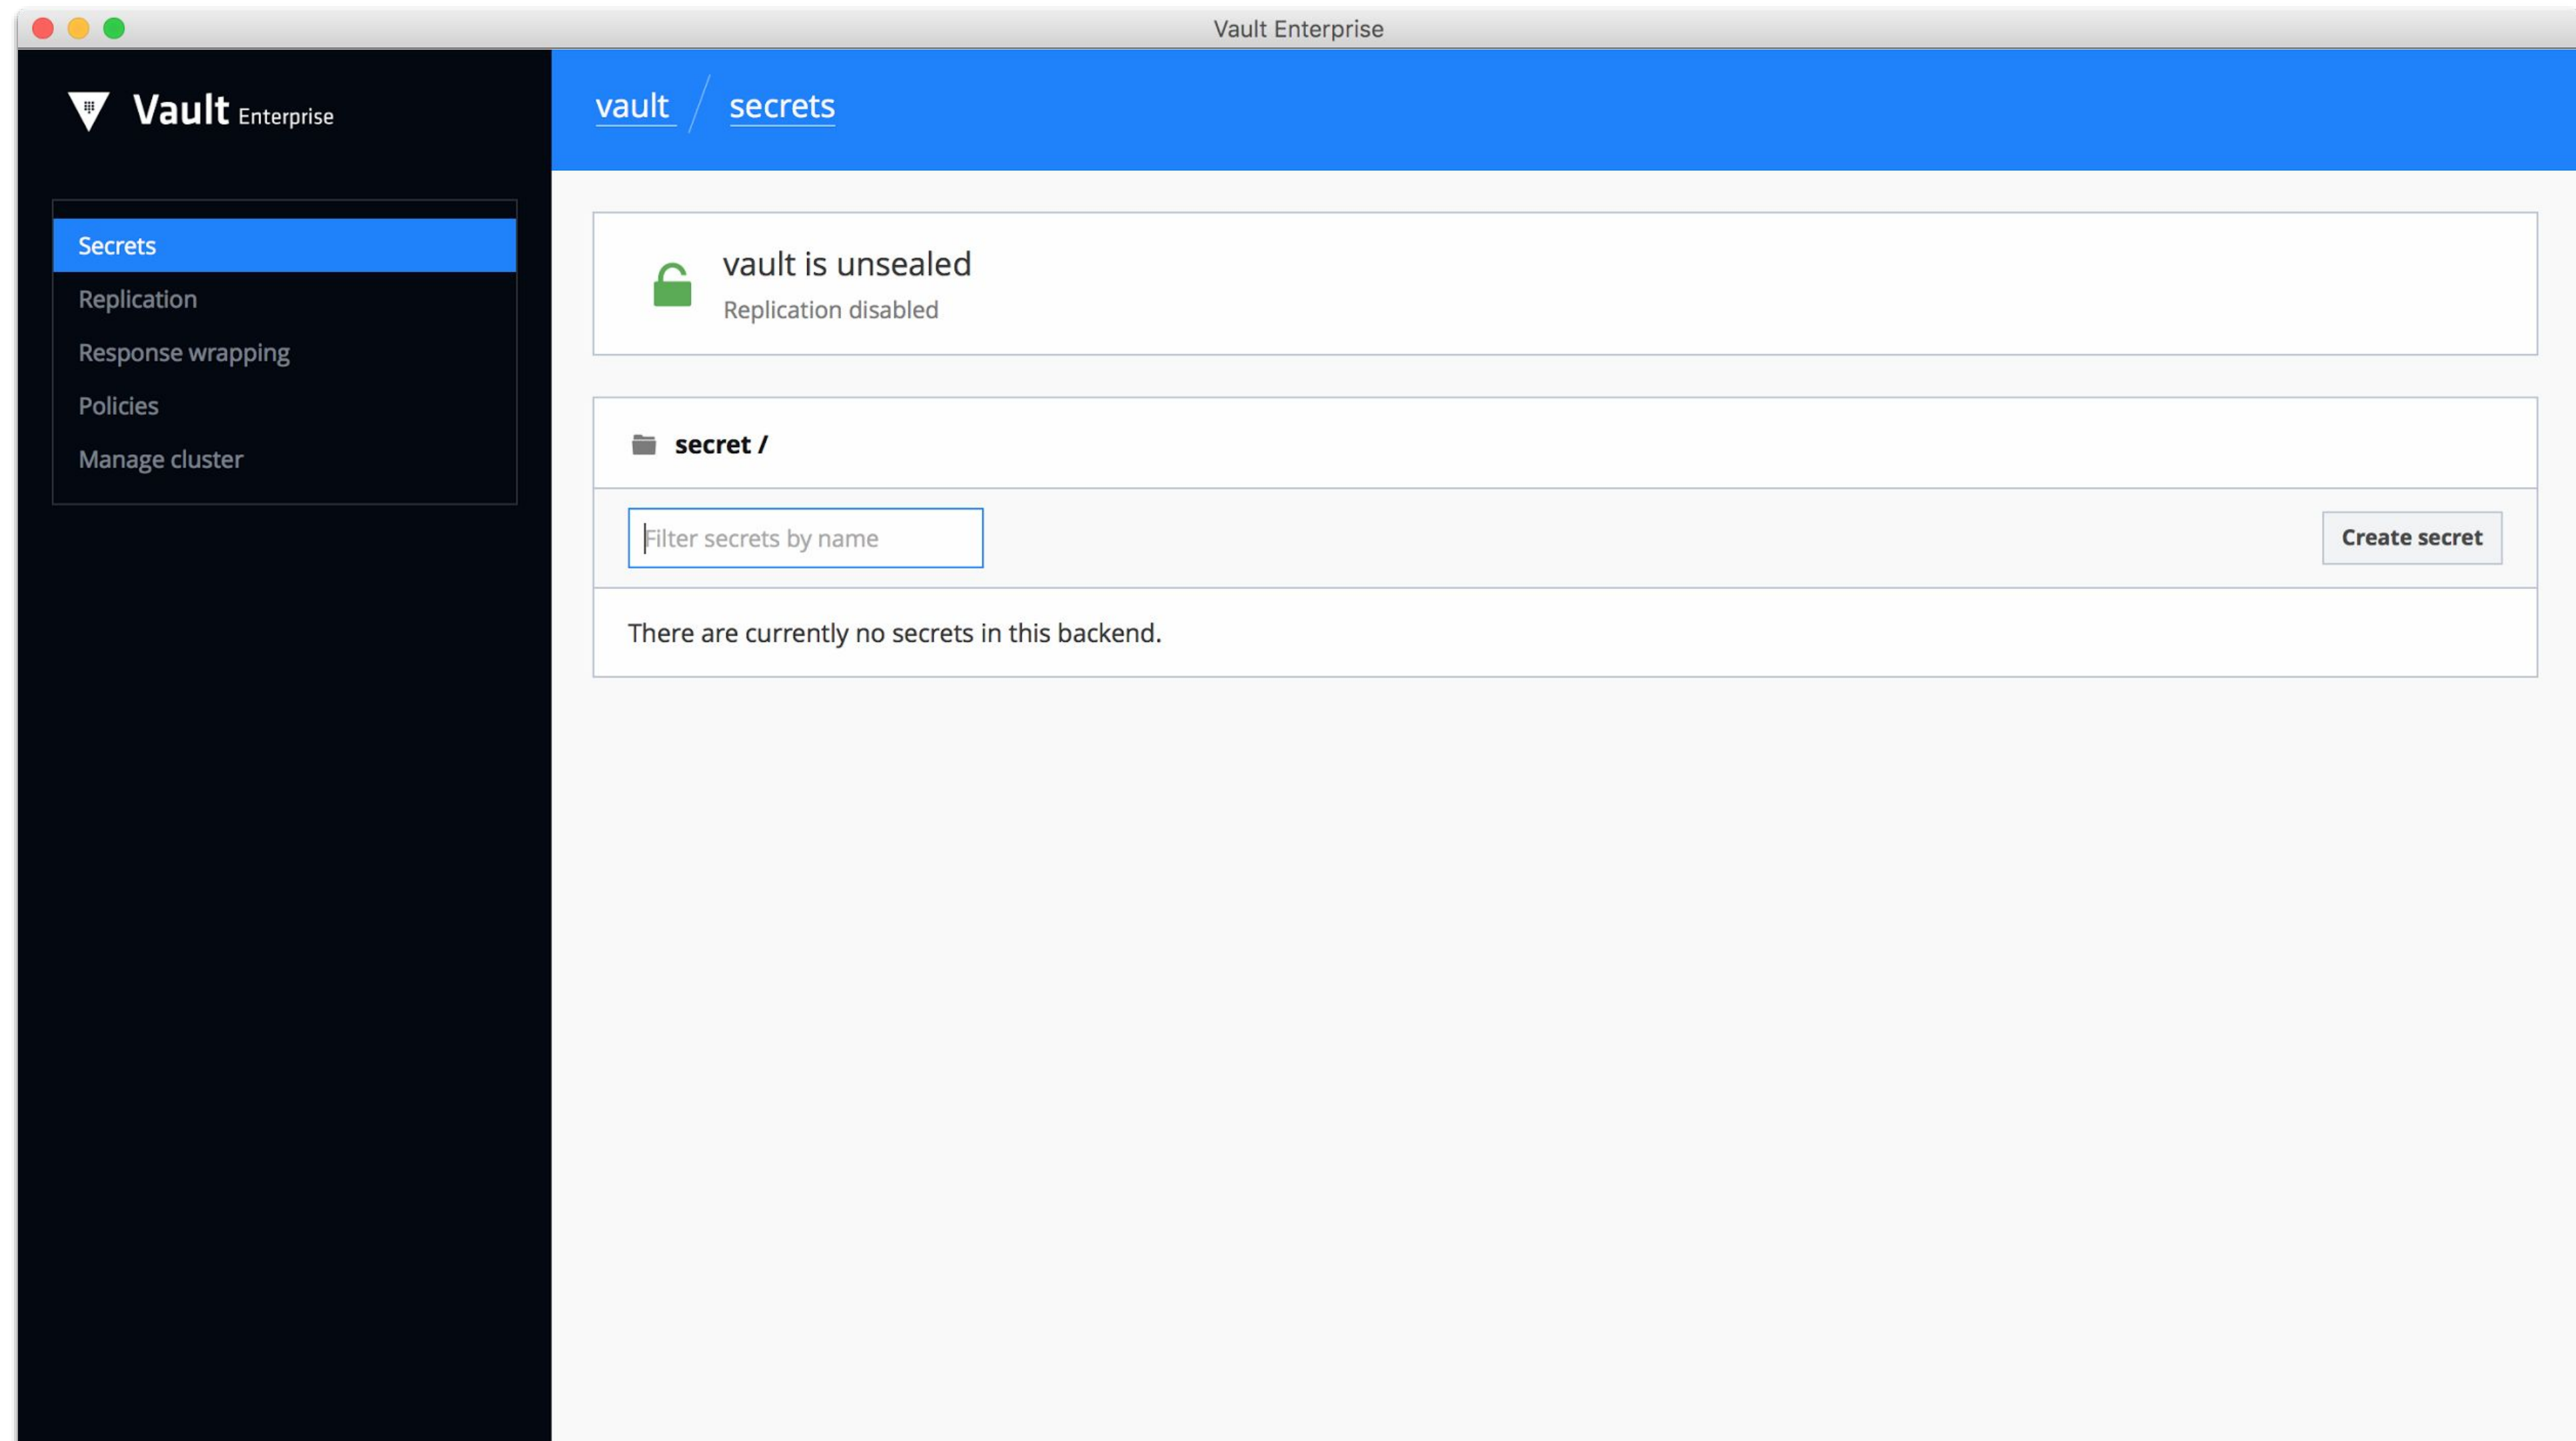 Vault Enterprise
Vault Enterprise
vault / secrets
Secrets
Replication
Response wrapping
Policies
Manage cluster
vault is unsealed
Replication disabled
secret /
Filter secrets by name
Create secret
There are currently no secrets in this backend.